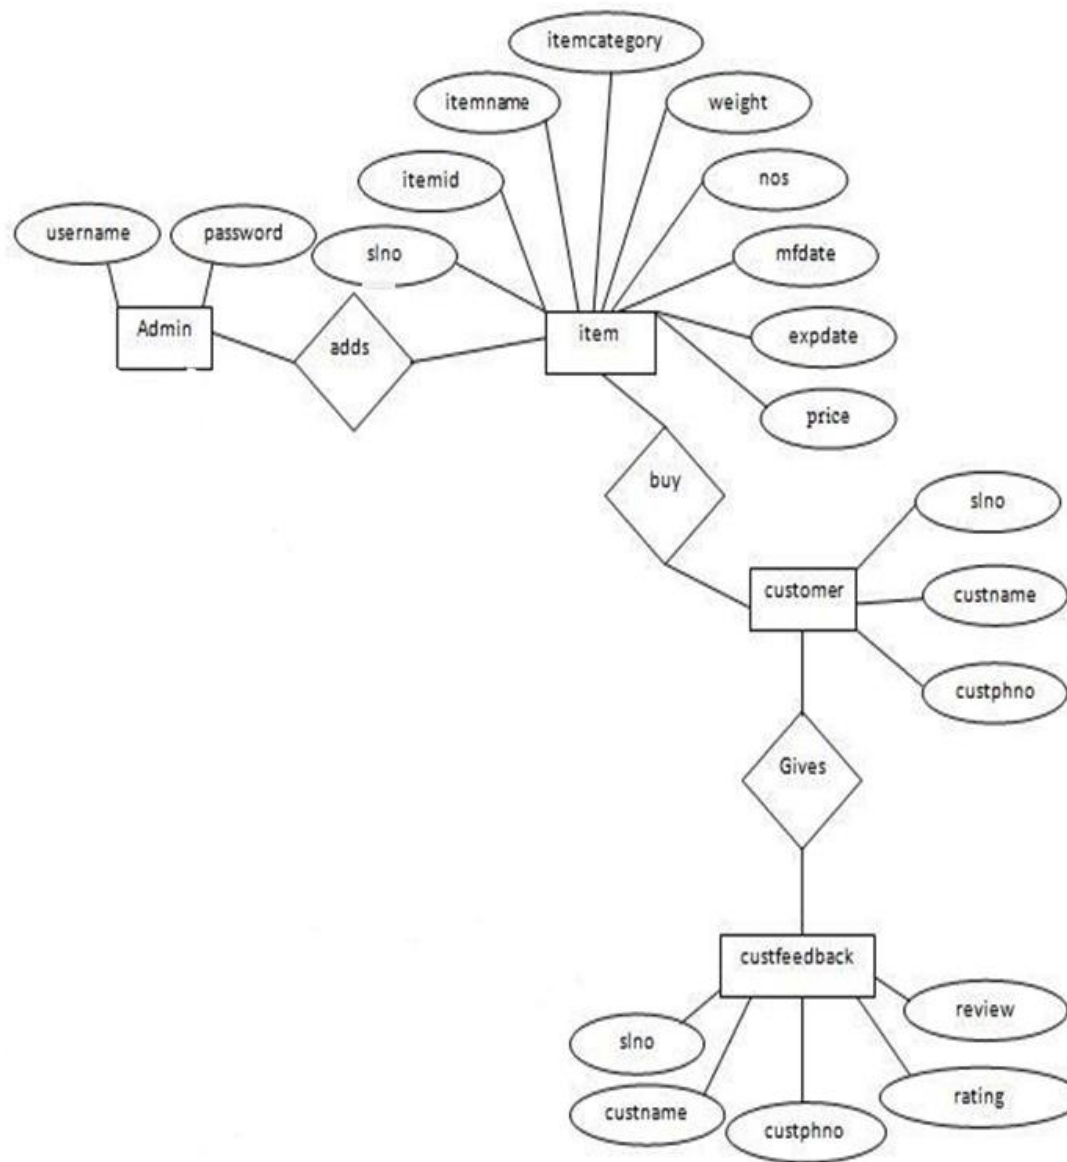 itemcategory
itemname
weight
itemid
nos
username
password
slno
mfdate
Admin
adds
item
expdate
price
buy
slno
customer
custname
custphno
Gives
custfeedback
review
slno
rating
custname
custphno